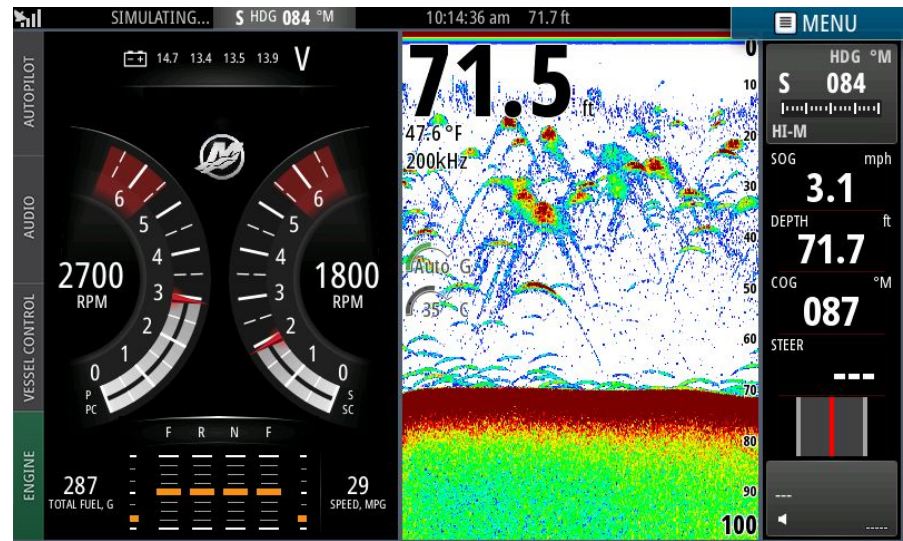 SIMULATING...
S HDG 084 °M
10:14:36 am 71.7 ft
MENU
AUTOPILOT
AUDIO
VESSEL CONTROL
ENGINE
14.7 13.4 13.5 13.9 V
6
5
4
3
2
1
0
2700
RPM
P
PC
6
5
4
3
2
1
0
1800
RPM
S
SC
F R N F
287
TOTAL FUEL, G
29
SPEED, MPG
71.5 ft
47.6 °F
200kHz
Auto G
35 C
0
10
20
30
40
50
60
70
80
90
100
HDG °M
S 084
HI-M
SOG mph
3.1
DEPTH ft
71.7
COG °M
087
STEER
---
---
-----